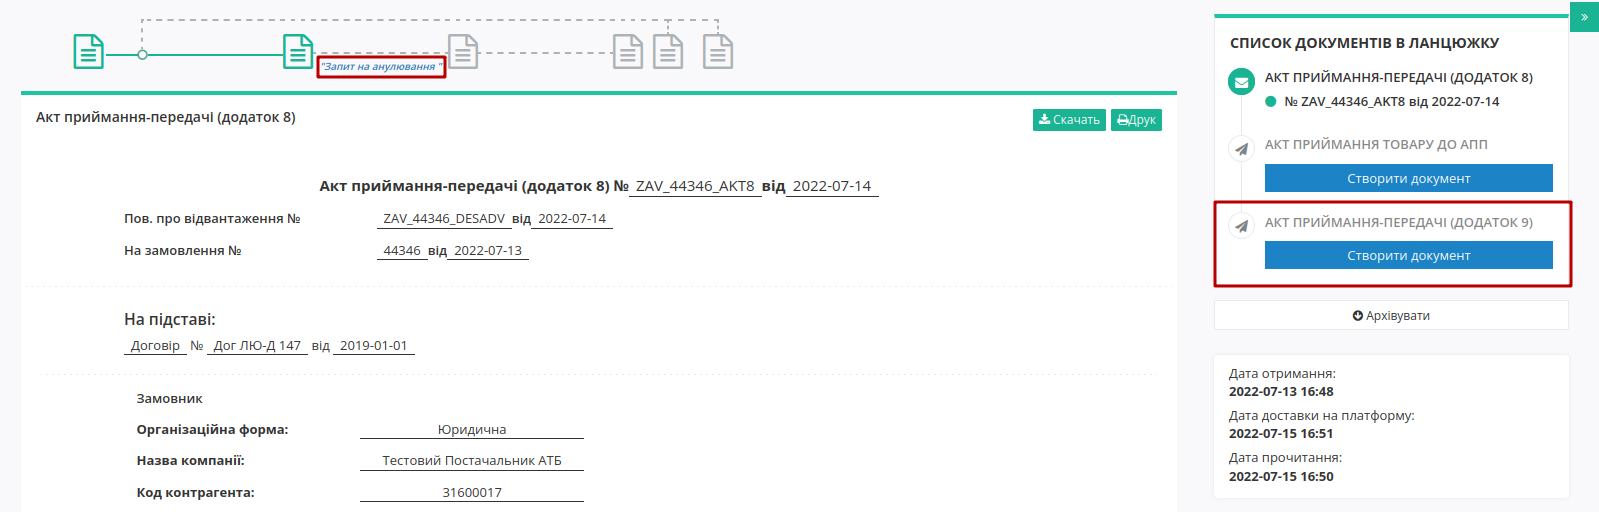 "Запит на анулювання "
Акт приймання-передачі (додаток 8)
Скачать
Друк
Акт приймання-передачі (додаток 8) № ZAV_44346_AKT8 від 2022-07-14
Пов. про відвантаження № ZAV_44346_DESADV від 2022-07-14
На замовлення № 44346 від 2022-07-13
На підставі:
Договір № Дог ЛЮ-Д 147 від 2019-01-01
Замовник
Організаційна форма: Юридична
Назва компанії: Тестовий Постачальник АТБ
Код контрагента: 31600017
»
СПИСОК ДОКУМЕНТІВ В ЛАНЦЮЖКУ
АКТ ПРИЙМАННЯ-ПЕРЕДАЧІ (ДОДАТОК 8)
№ ZAV_44346_AKT8 від 2022-07-14
АКТ ПРИЙМАННЯ ТОВАРУ ДО АПП
Створити документ
АКТ ПРИЙМАННЯ-ПЕРЕДАЧІ (ДОДАТОК 9)
Створити документ
Архівувати
Дата отримання:
2022-07-13 16:48
Дата доставки на платформу:
2022-07-15 16:51
Дата прочитання:
2022-07-15 16:50